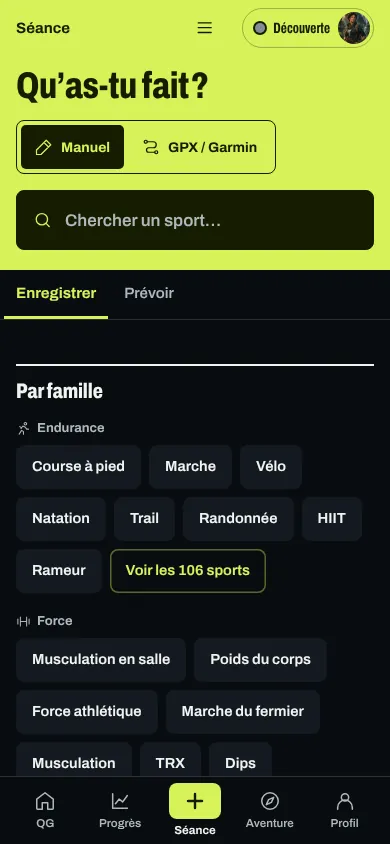 Séance
Découverte
Qu’as-tu fait ?
Manuel
GPX / Garmin
Chercher un sport...
Enregistrer
Prévoir
Par famille
Endurance
Course à pied
Marche
Vélo
Natation
Trail
Randonnée
HIIT
Rameur
Voir les 106 sports
Force
Musculation en salle
Poids du corps
Force athlétique
Marche du fermier
Musculation
TRX
Dips
QG
Progrès
Séance
Aventure
Profil